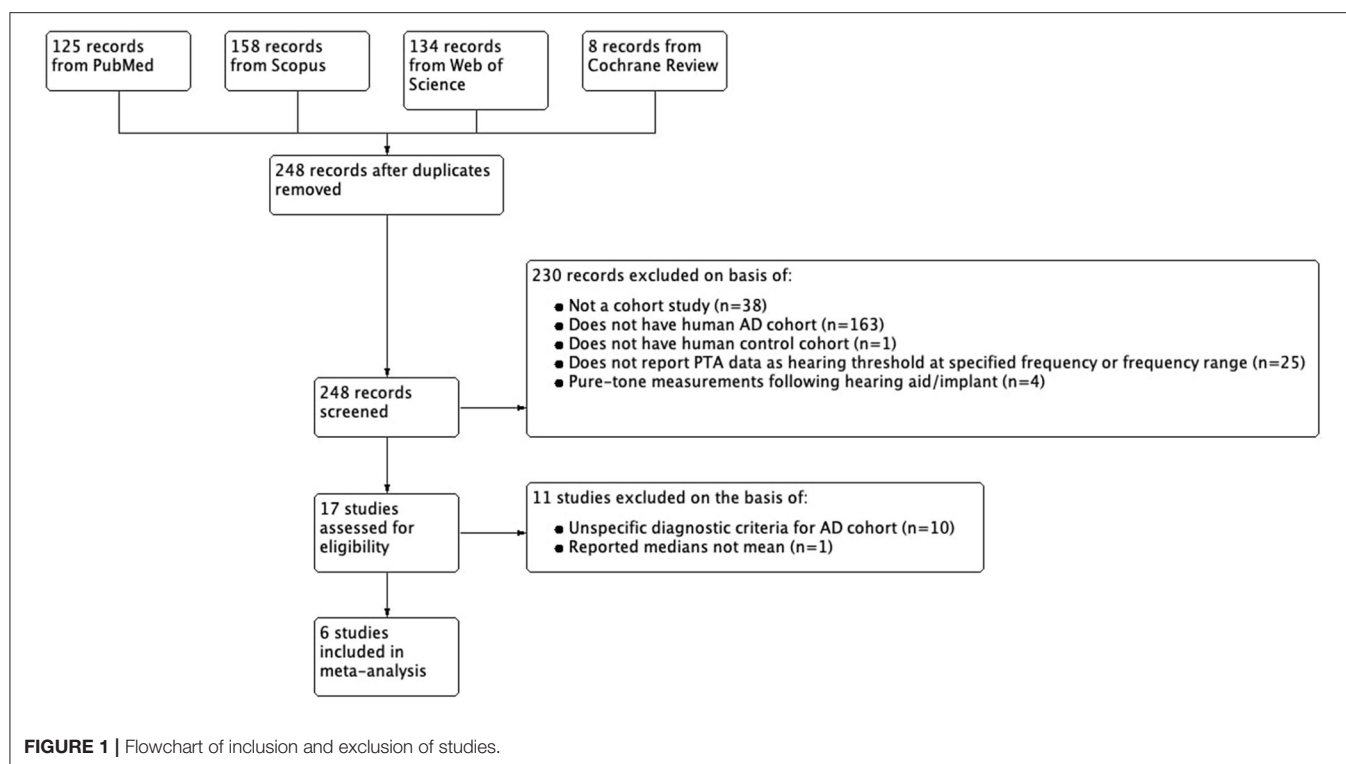 125 records
from PubMed
158 records
from Scopus
134 records
from Web of
Science
8 records from
Cochrane Review
248 records after duplicates
removed
230 records excluded on basis of:
● Not a cohort study (n=38)
● Does not have human AD cohort (n=163)
● Does not have human control cohort (n=1)
● Does not report PTA data as hearing threshold at specified frequency or frequency range (n=25)
● Pure-tone measurements following hearing aid/implant (n=4)
248 records
screened
17 studies
assessed for
eligibility
11 studies excluded on the basis of:
● Unspecific diagnostic criteria for AD cohort (n=10)
● Reported medians not mean (n=1)
6 studies
included in
meta-analysis
FIGURE 1 | Flowchart of inclusion and exclusion of studies.